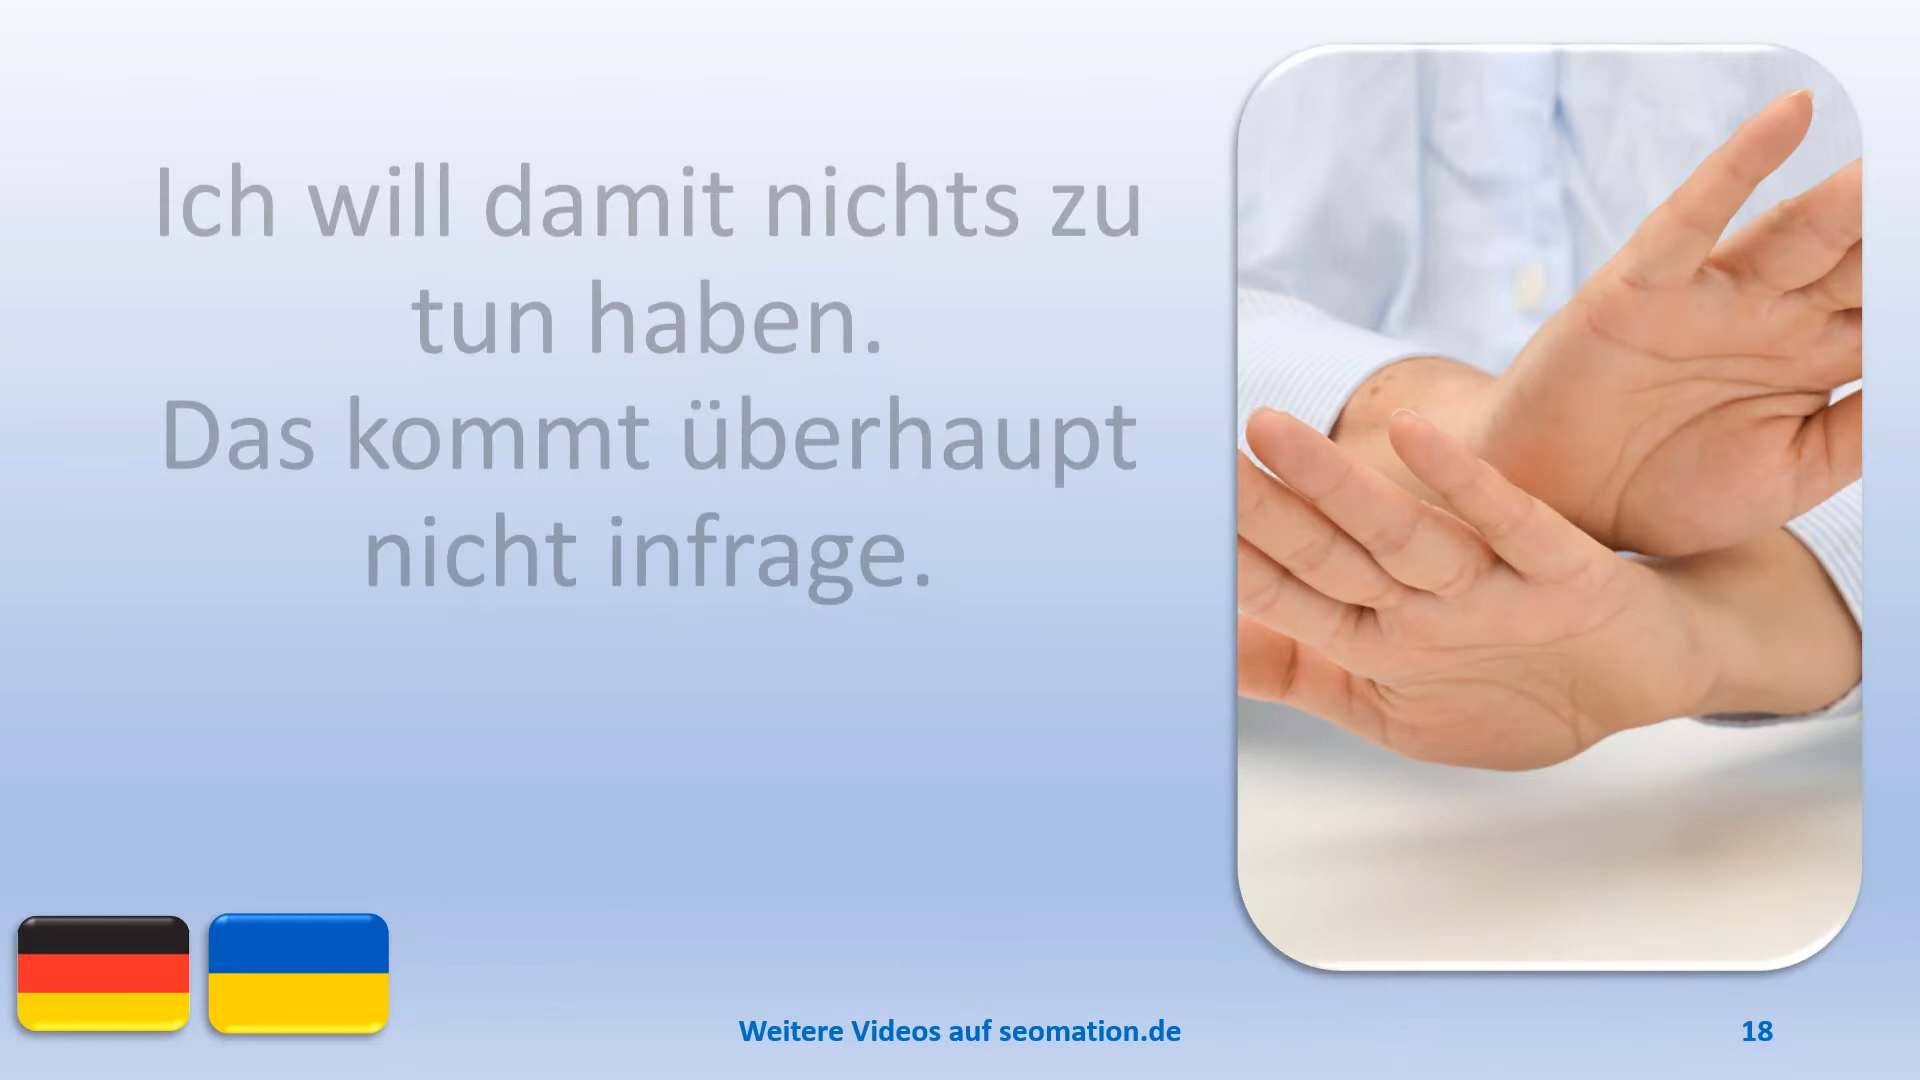 Ich will damit nichts zu
tun haben.
Das kommt überhaupt
nicht infrage.
Weitere Videos auf seomation.de
18